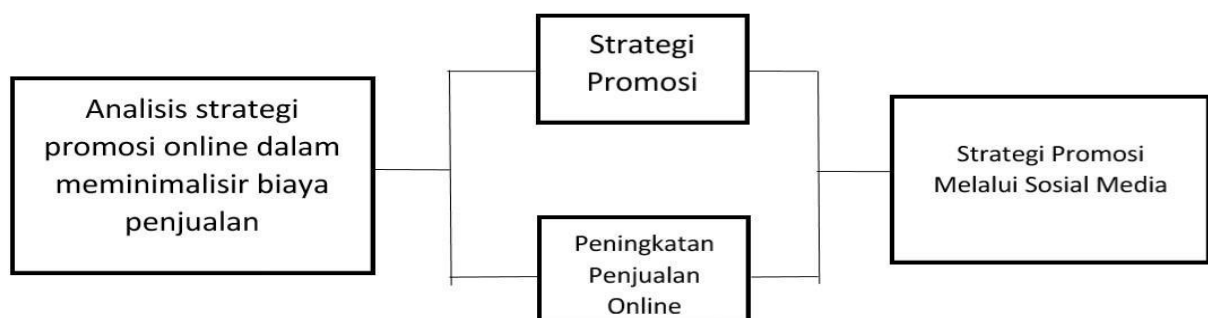 Analisis strategi
promosi online dalam
meminimalisir biaya
penjualan
Strategi
Promosi
Peningkatan
Penjualan
Online
Strategi Promosi
Melalui Sosial Media